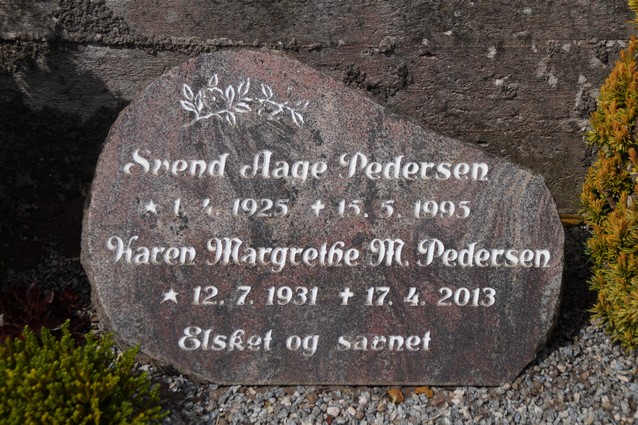 Svend Aage Pedersen
★ 1. 4. 1925 ✝ 15. 5. 1995
Karen Margrethe M. Pedersen
★ 12. 7. 1931 ✝ 17. 4. 2013
Elsket og savnet